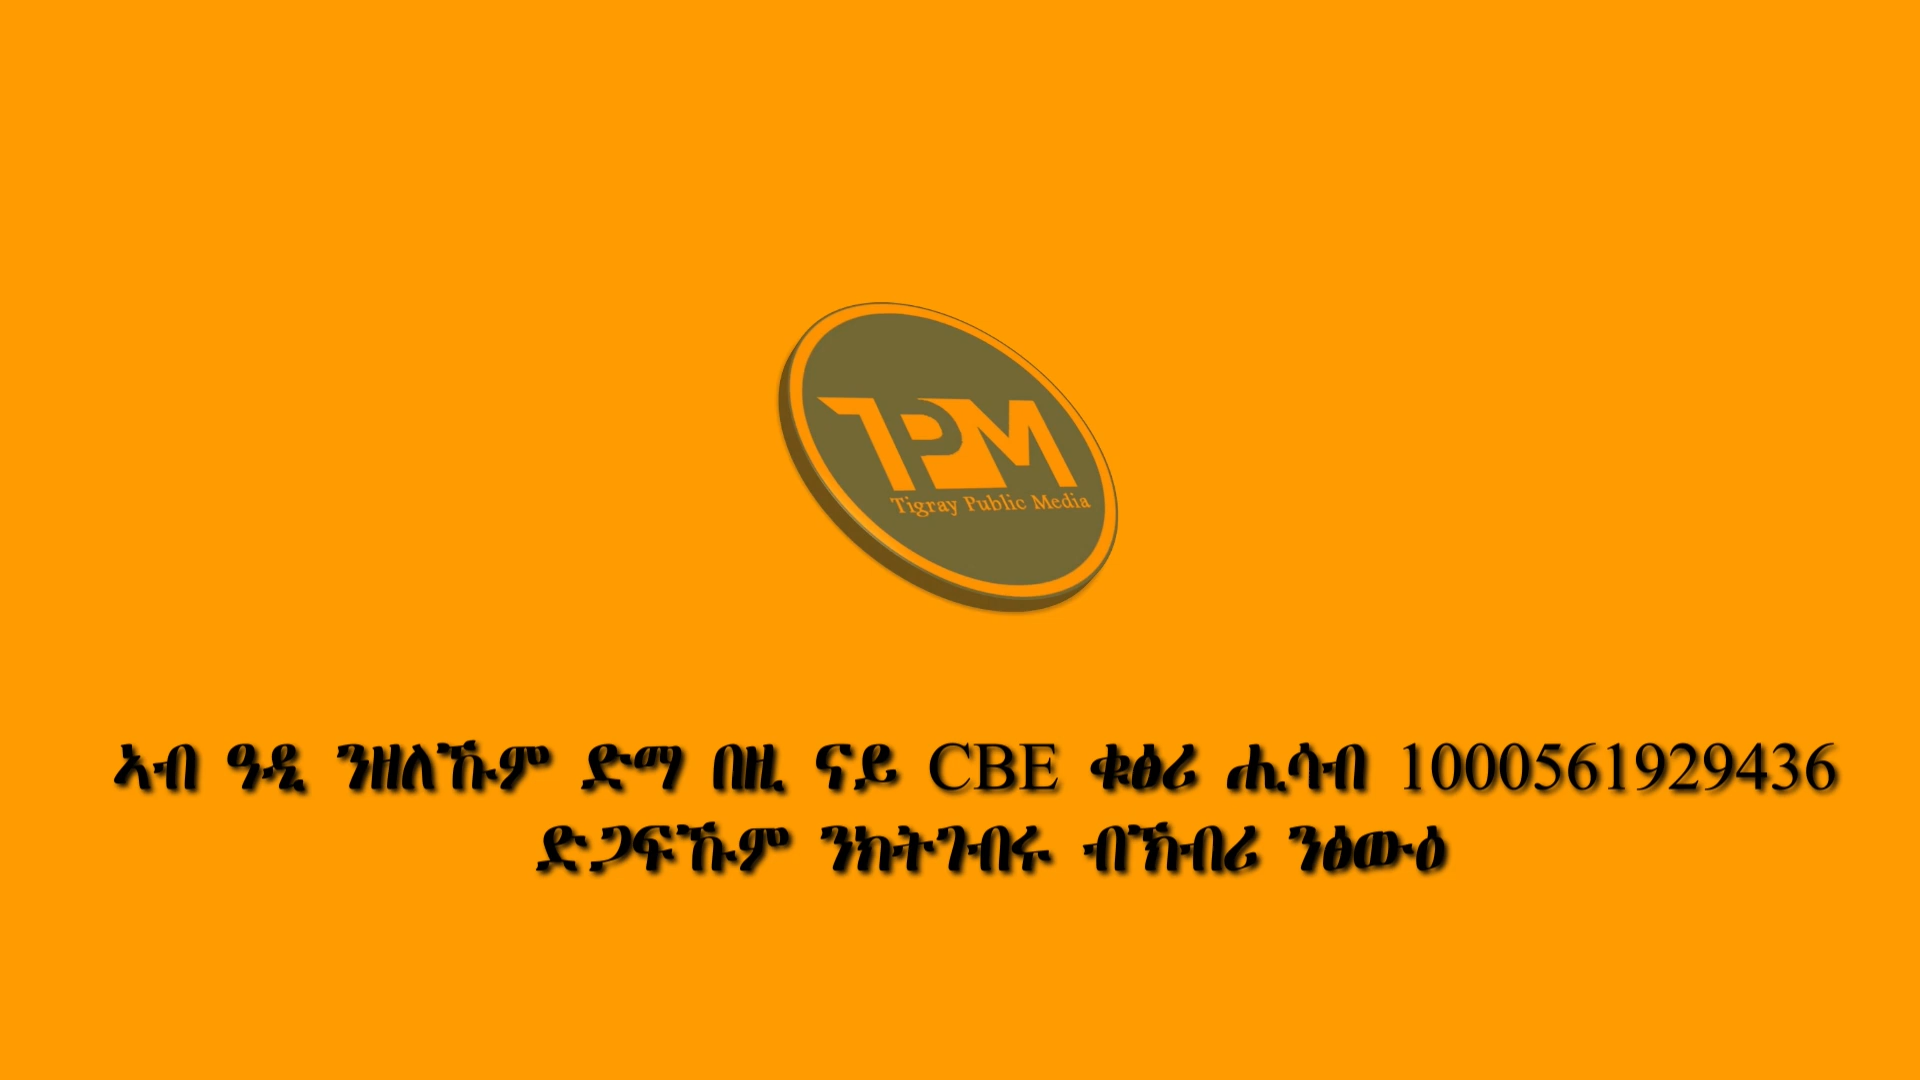 TPM
Tigray Public Media
ኣብ ዓዲ ንዘለኹም ድማ በዚ ናይ CBE ቁፅሪ ሒሳብ 1000561929436
ድጋፍኹም ንክትገብሩ ብኽብሪ ንፅውዕ